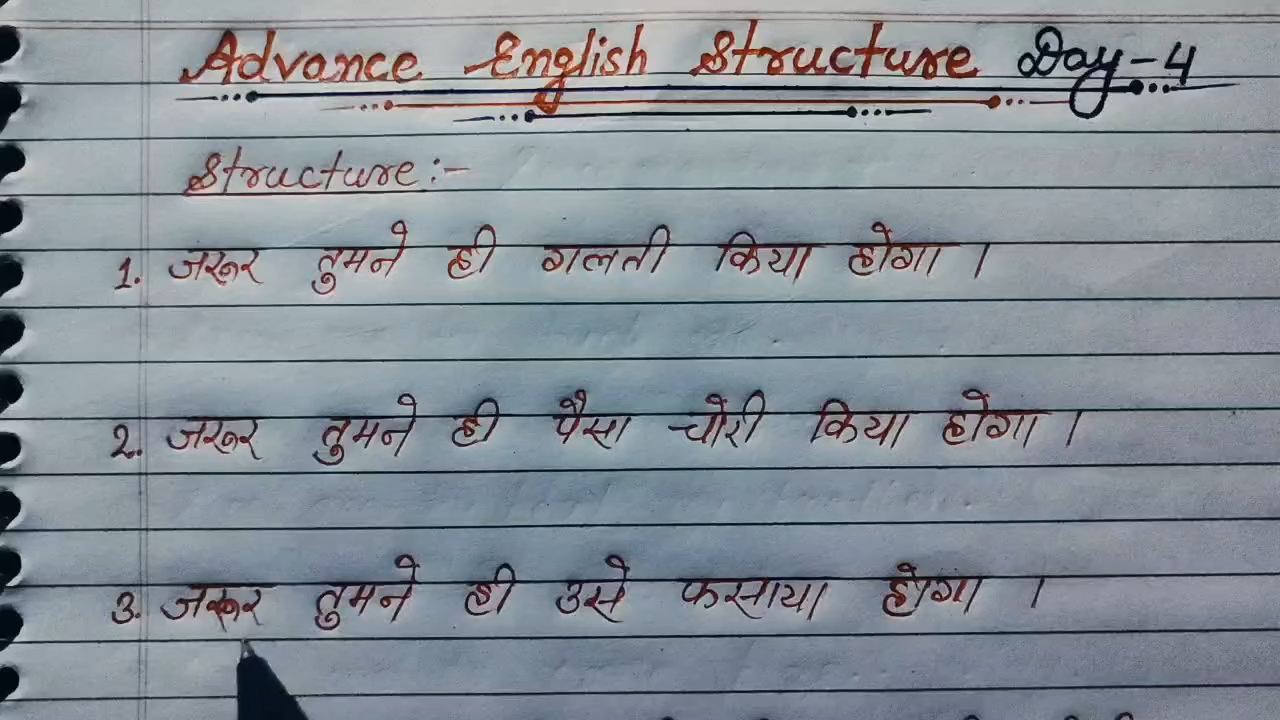 Advance English Structure Day-4
Structure:-
1. जरूर तुमने ही गलती किया होगा ।
2. जरूर तुमने ही पैसा चोरी किया होगा ।
3. जरूर तुमने ही उसे फसाया होगा ।